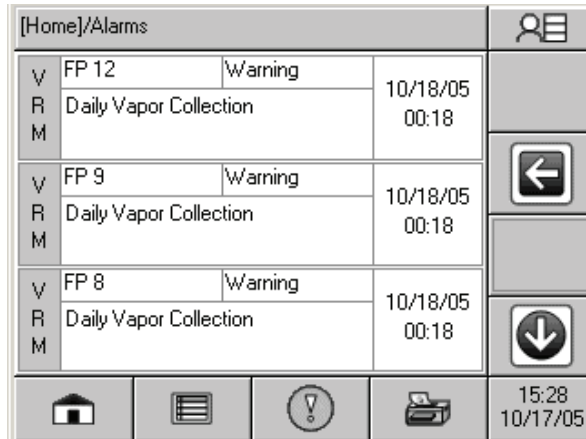 [Home]/Alarms
V
R
M
FP 12 Warning
Daily Vapor Collection
10/18/05
00:18
V
R
M
FP 9 Warning
Daily Vapor Collection
10/18/05
00:18
V
R
M
FP 8 Warning
Daily Vapor Collection
10/18/05
00:18
15:28
10/17/05